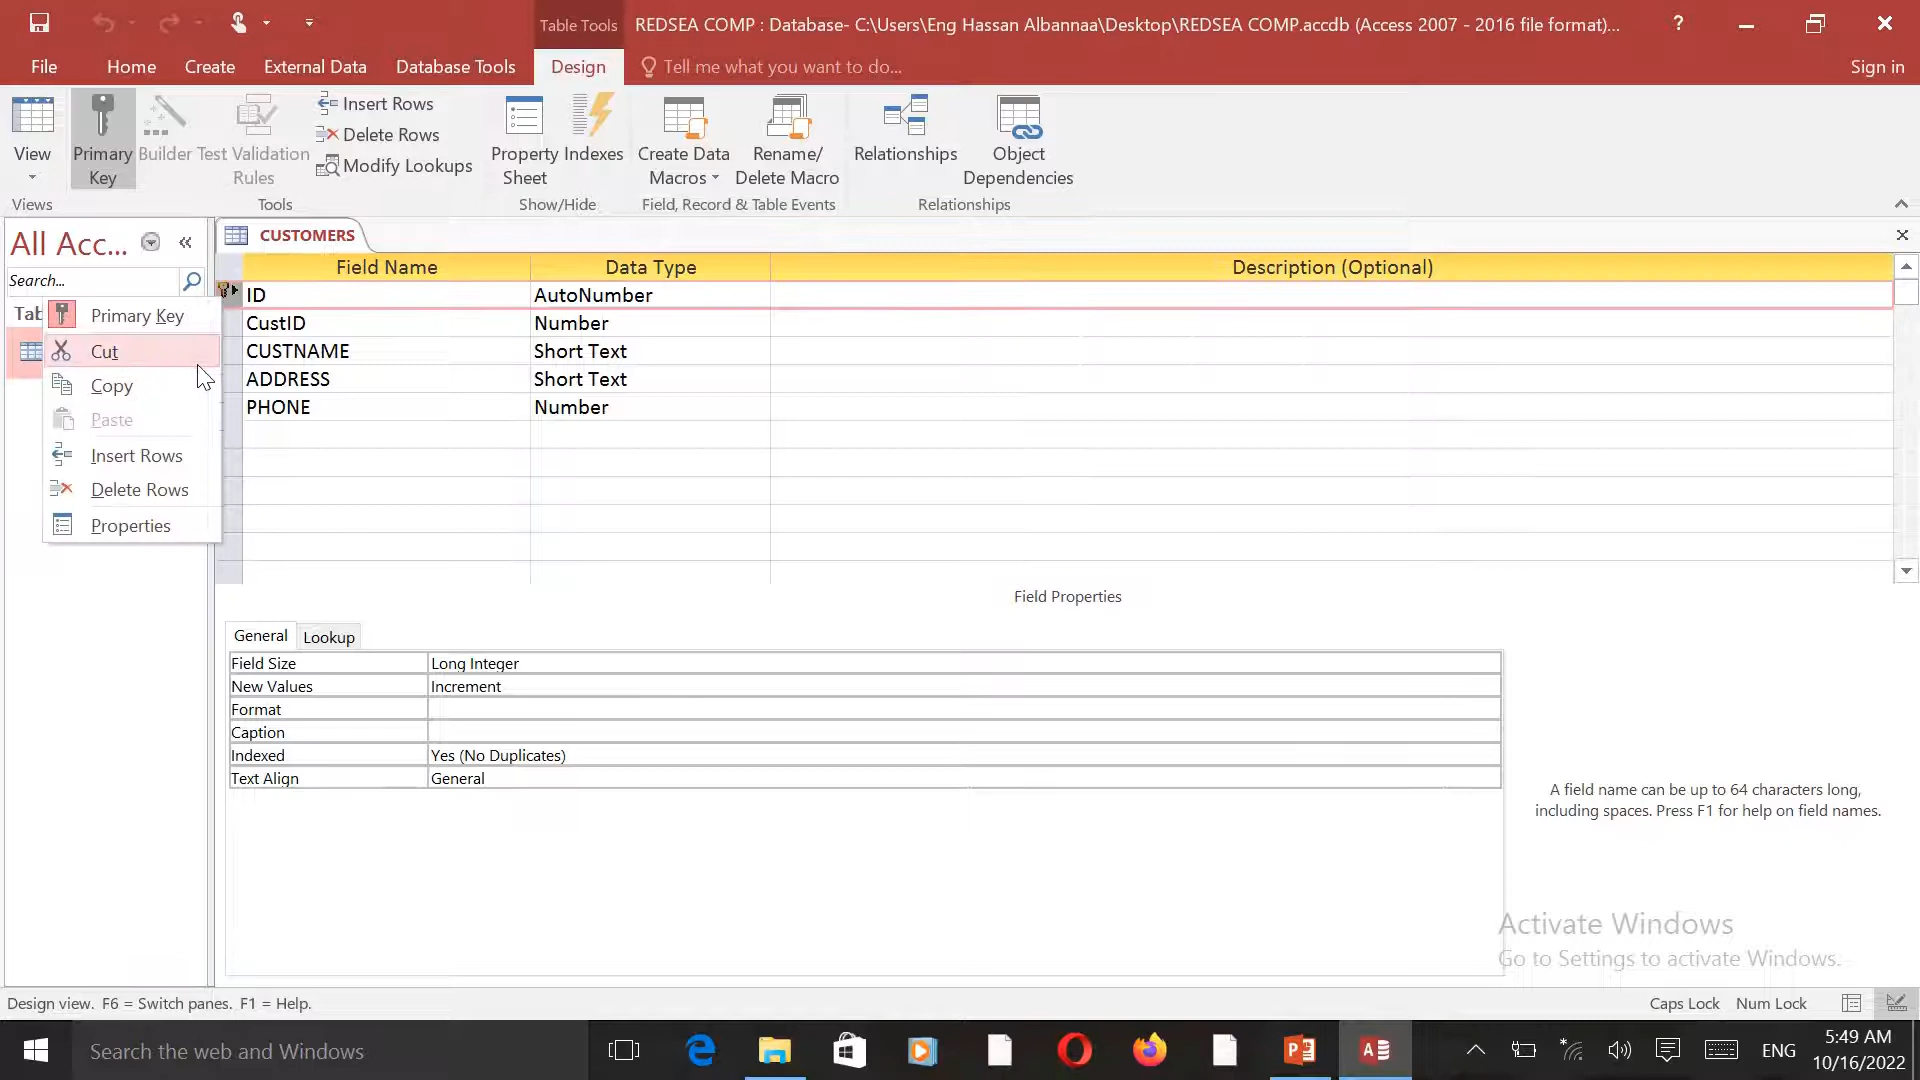 Table Tools
REDSEA COMP : Database- C:\Users\Eng Hassan Albannaa\Desktop\REDSEA COMP.accdb (Access 2007 - 2016 file format)...
?
File
Home
Create
External Data
Database Tools
Design
Tell me what you want to do...
Sign in
View
Primary
Key
Builder
Test Validation
Rules
Insert Rows
Delete Rows
Modify Lookups
Property
Sheet
Indexes
Create Data
Macros
Rename/
Delete Macro
Relationships
Object
Dependencies
Views
Tools
Show/Hide
Field, Record & Table Events
Relationships
All Acc...
Search...
Tab
Primary Key
Cut
Copy
Paste
Insert Rows
Delete Rows
Properties
CUSTOMERS
Field Name Data Type Description (Optional)
ID AutoNumber
CustID Number
CUSTNAME Short Text
ADDRESS Short Text
PHONE Number
Field Properties
General Lookup
Field Size Long Integer
New Values Increment
Format
Caption
Indexed Yes (No Duplicates)
Text Align General
A field name can be up to 64 characters long,
including spaces. Press F1 for help on field names.
Activate Windows
Go to Settings to activate Windows.
Design view. F6 = Switch panes. F1 = Help.
Caps Lock Num Lock
Search the web and Windows
ENG
5:49 AM
10/16/2022